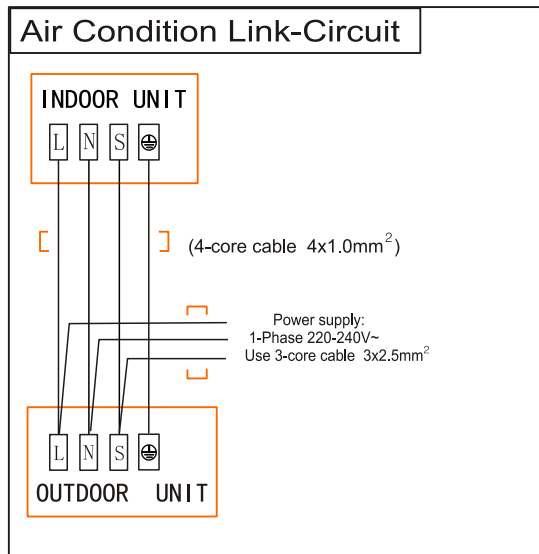 Air Condition Link-Circuit
INDOOR UNIT
L N S
(4-core cable 4x1.0mm²)
Power supply:
1-Phase 220-240V~
Use 3-core cable 3x2.5mm²
L N S
OUTDOOR UNIT